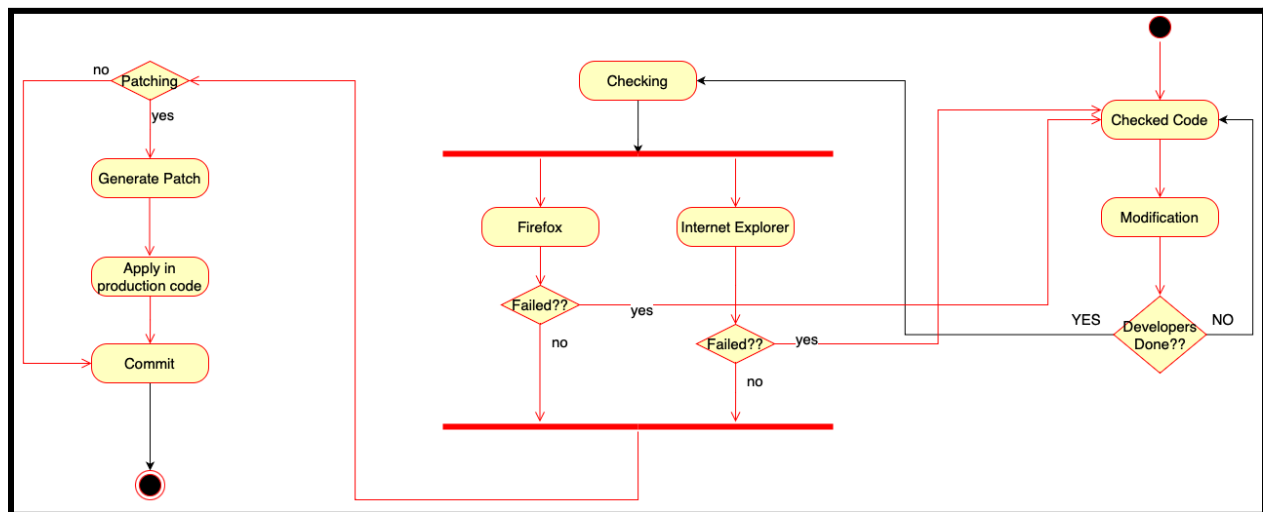 no
Patching
yes
Generate Patch
Apply in
production code
Commit
Checking
Firefox
Internet Explorer
Failed??
yes
no
Failed??
yes
no
Checked Code
Modification
YES
Developers
Done??
NO